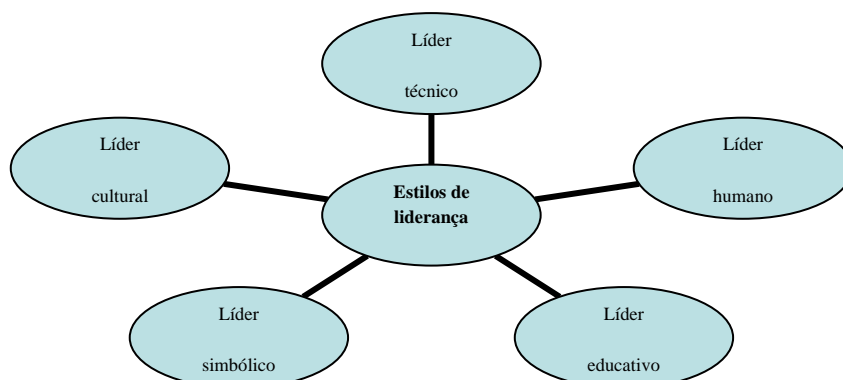 Líder
técnico
Líder
cultural
Líder
humano
Estilos de
liderança
Líder
simbólico
Líder
educativo